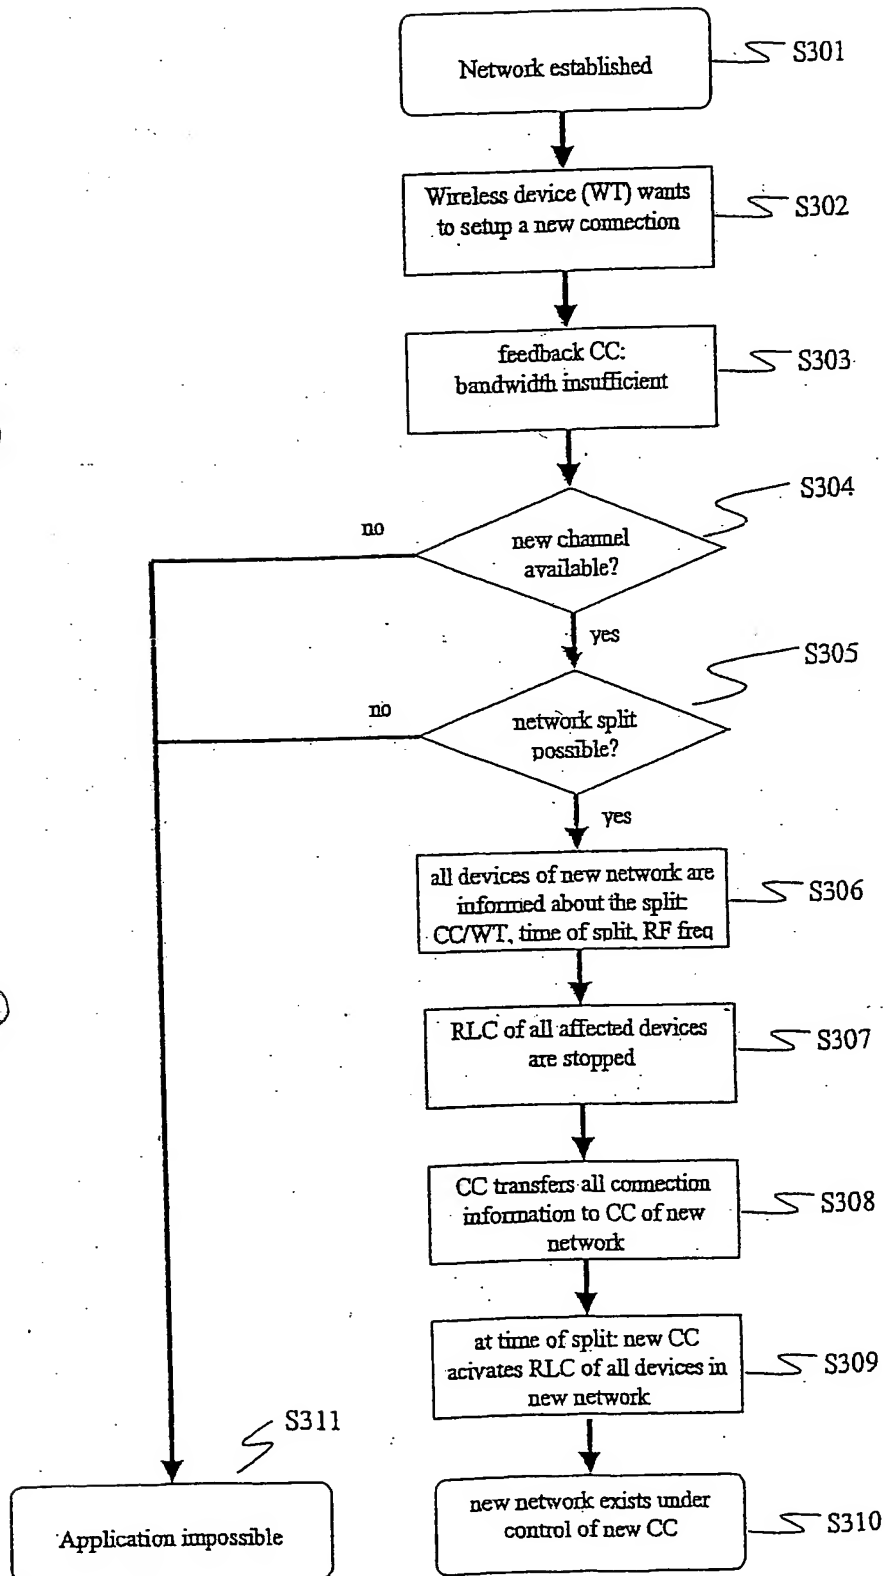 Network established
S301
Wireless device (WT) wants
to setup a new connection
S302
feedback CC:
bandwidth insufficient
S303
S304
no
new channel
available?
yes
S305
no
network split
possible?
yes
all devices of new network are
informed about the split:
CC/WT, time of split, RF freq
S306
RLC of all affected devices
are stopped
S307
CC transfers all connection
information to CC of new
network
S308
at time of split: new CC
acivates RLC of all devices in
new network
S309
S311
Application impossible
new network exists under
control of new CC
S310